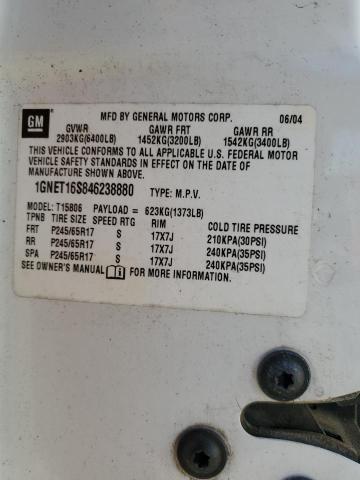 GM
MFD BY GENERAL MOTORS CORP. 06/04
GVWR GAWR FRT GAWR RR
2903KG(6400LB) 1452KG(3200LB) 1542KG(3400LB)
THIS VEHICLE CONFORMS TO ALL APPLICABLE U.S. FEDERAL MOTOR
VEHICLE SAFETY STANDARDS IN EFFECT ON THE DATE OF
MANUFACTURE SHOWN ABOVE.
1GNET16S846238880 TYPE: M.P.V.
MODEL: T15806 PAYLOAD = 623KG(1373LB)
TPNB TIRE SIZE SPEED RTG RIM COLD TIRE PRESSURE
FRT P245/65R17 S 17X7J 210KPA(30PSI)
RR P245/65R17 S 17X7J 240KPA(35PSI)
SPA P245/65R17 S 17X7J 240KPA(35PSI)
SEE OWNER'S MANUAL FOR ADDITIONAL INFORMATION.